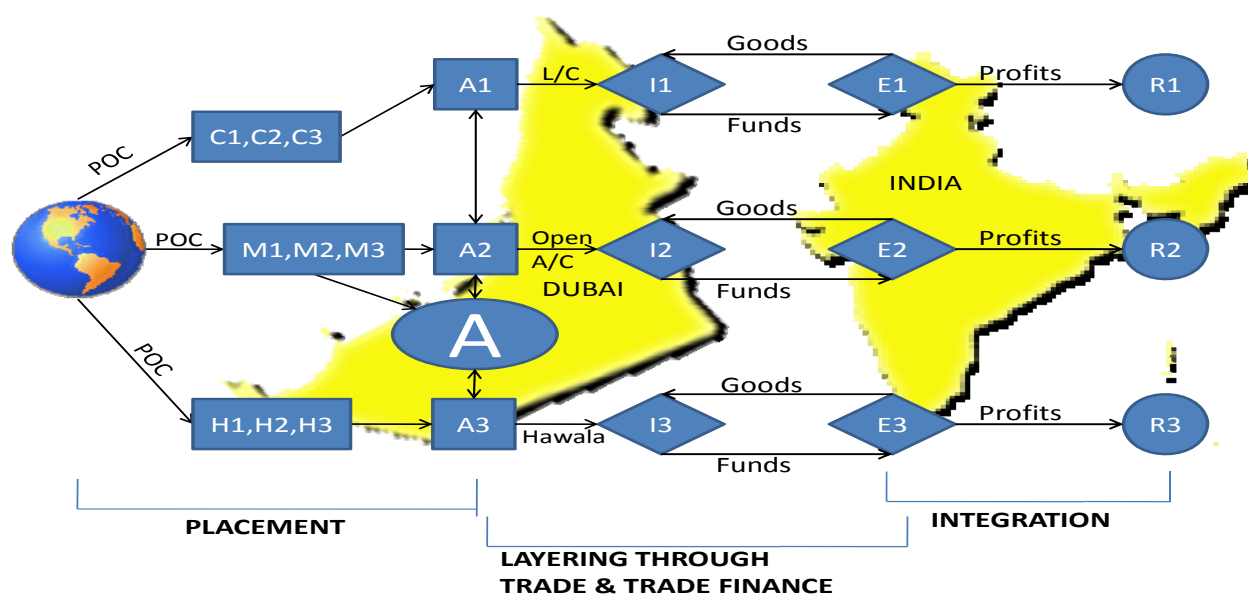 Goods
A1
L/C
I1
E1
Profits
R1
POC
C1,C2,C3
Funds
INDIA
Goods
POC
M1,M2,M3
A2
Open
A/C
I2
E2
Profits
R2
DUBAI
Funds
A
POC
Goods
H1,H2,H3
A3
Hawala
I3
E3
Profits
R3
Funds
PLACEMENT
INTEGRATION
LAYERING THROUGH
TRADE & TRADE FINANCE